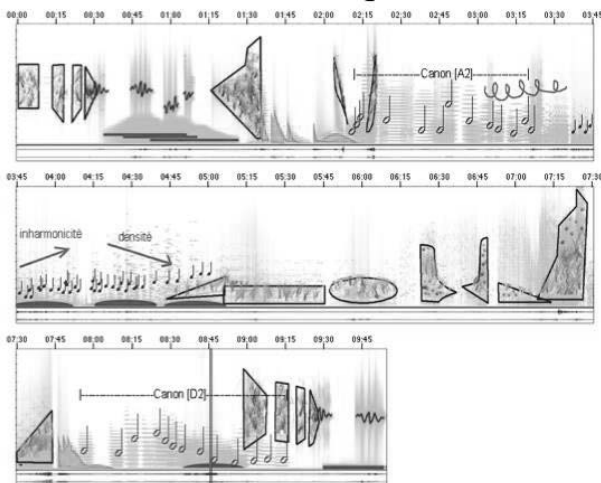 00:00 00:15 00:30 00:45 01:00 01:15 01:30 01:45 02:00 02:15 02:30 02:45 03:00 03:15 03:30 03:45
Canon [A2]
03:45 04:00 04:15 04:30 04:45 05:00 05:15 05:30 05:45 06:00 06:15 06:30 06:45 07:00 07:15 07:30
inharmonicité densité
07:30 07:45 08:00 08:15 08:30 08:45 09:00 09:15 09:30 09:45
Canon [D2]